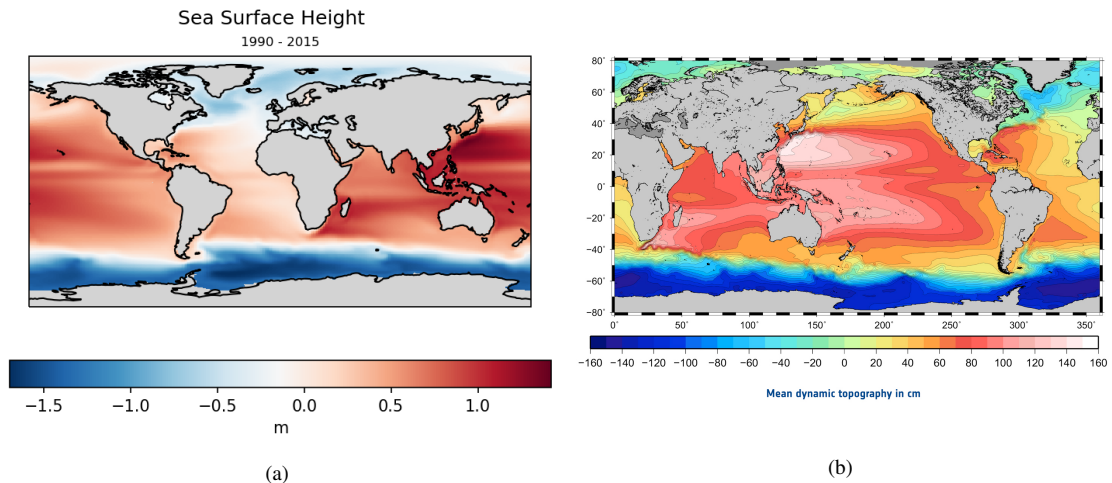 Sea Surface Height
1990 - 2015
−1.5 −1.0 −0.5 0.0 0.5 1.0
m
(a)
80˚
60˚
40˚
20˚
0˚
−20˚
−40˚
−60˚
−80˚
0˚ 50˚ 100˚ 150˚ 200˚ 250˚ 300˚ 350˚
−160 −140 −120 −100 −80 −60 −40 −20 0 20 40 60 80 100 120 140 160
Mean dynamic topography in cm
(b)